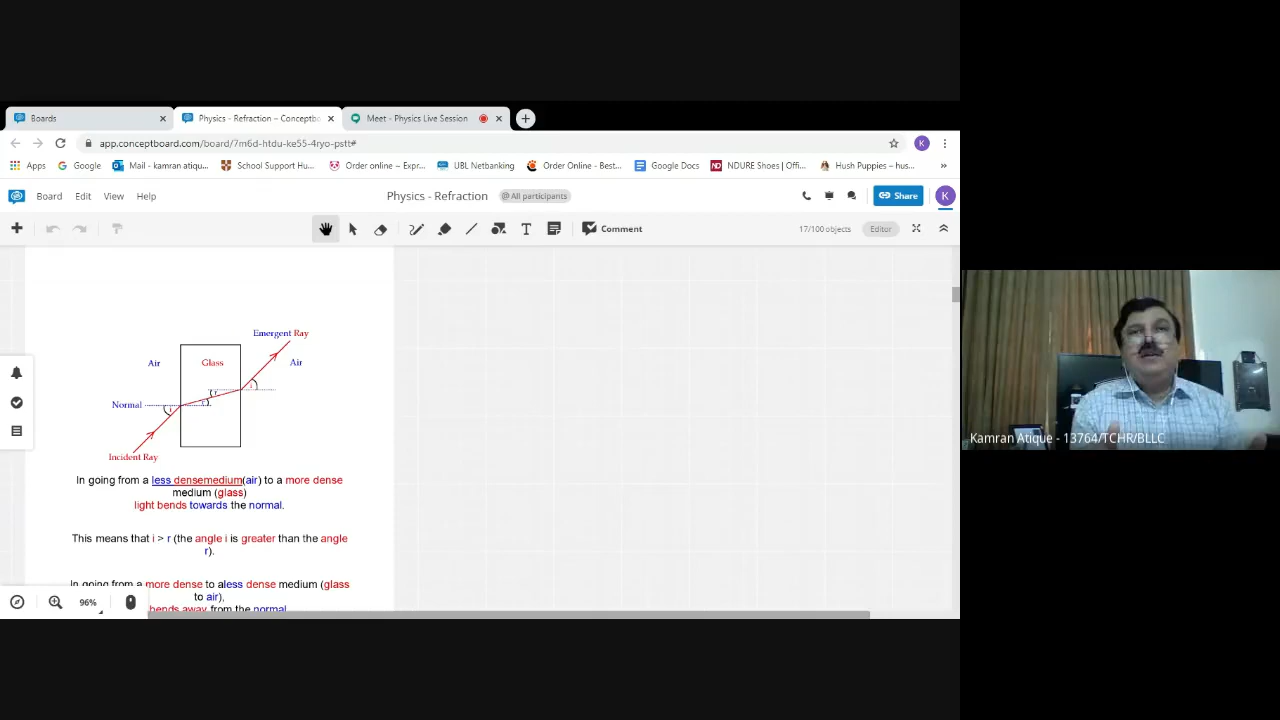 Boards
Physics - Refraction – Conceptbo
Meet - Physics Live Session
app.conceptboard.com/board/7m6d-htdu-ke55-4ryo-pstt#
K
Apps
Google
Mail - kamran atiqu...
School Support Hu...
Order online – Expr...
UBL Netbanking
Order Online - Best...
Google Docs
NDURE Shoes | Offi...
Hush Puppies – hus...
»
Board
Edit
View
Help
Physics - Refraction
@ All participants
Share
K
T
Comment
17/100 objects
Editor
Emergent Ray
Air
Glass
Air
i
r
Normal
r
i
Incident Ray
In going from a less densemedium(air) to a more dense
medium (glass)
light bends towards the normal.
This means that i > r (the angle i is greater than the angle
r).
In going from a more dense to aless dense medium (glass
to air),
bends away from the normal
96%
Kamran Atique - 13764/TCHR/BLLC